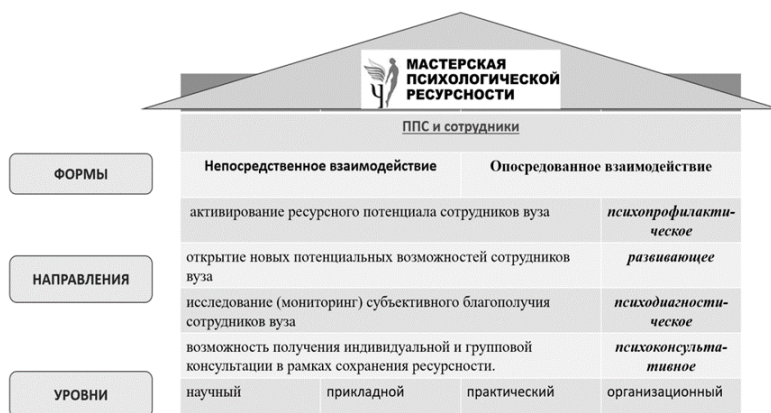 МАСТЕРСКАЯ
ПСИХОЛОГИЧЕСКОЙ
РЕСУРСНОСТИ
ППС и сотрудники
ФОРМЫ
Непосредственное взаимодействие
Опосредованное взаимодействие
НАПРАВЛЕНИЯ
активирование ресурсного потенциала сотрудников вуза
психопрофилакти-
ческое
открытие новых потенциальных возможностей сотрудников
вуза
развивающее
исследование (мониторинг) субъективного благополучия
сотрудников вуза
психодиагности-
ческое
возможность получения индивидуальной и групповой
консультации в рамках сохранения ресурсности.
психоконсульта-
тивное
УРОВНИ
научный
прикладной
практический
организационный